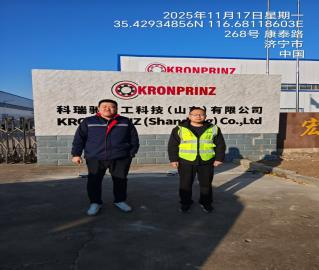 2025年11月17日星期一
35.42934856N 116.68118603E
268号 康泰路
济宁市
中国
KRONPRINZ
KRONPRINZ
科瑞 工科技(山 有限公司
KRONPRINZ(Shan g)Co.,Ltd
宏